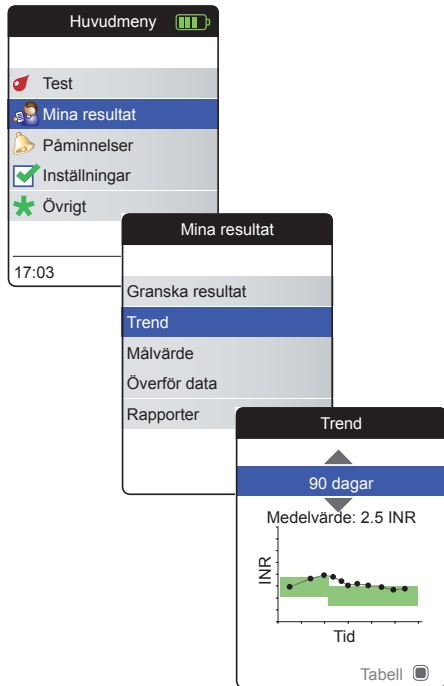 Huvudmeny
Test
Mina resultat
Påminnelser
Inställningar
Övrigt
17:03
Mina resultat
Granska resultat
Trend
Målvärde
Överför data
Rapporter
Trend
90 dagar
Medelvärde: 2.5 INR
INR
Tid
Tabell